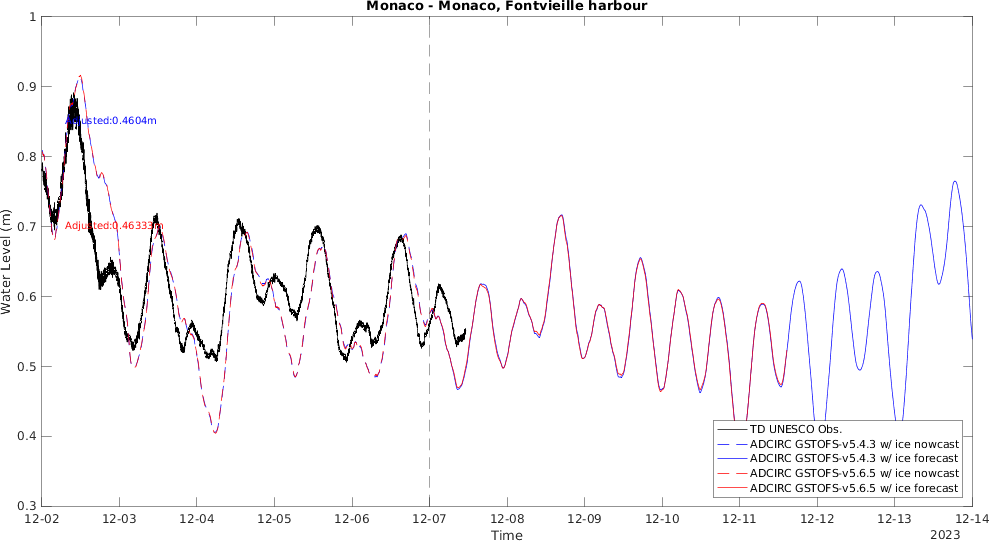 Monaco - Monaco, Fontvieille harbour
Water Level (m)
1
0.9
0.8
0.7
0.6
0.5
0.4
0.3
Adjusted:0.4604m
Adjusted:0.46333m
TD UNESCO Obs.
ADCIRC GSTOFS-v5.4.3 w/ ice nowcast
ADCIRC GSTOFS-v5.4.3 w/ ice forecast
ADCIRC GSTOFS-v5.6.5 w/ ice nowcast
ADCIRC GSTOFS-v5.6.5 w/ ice forecast
12-02 12-03 12-04 12-05 12-06 12-07 12-08 12-09 12-10 12-11 12-12 12-13 12-14
Time
2023